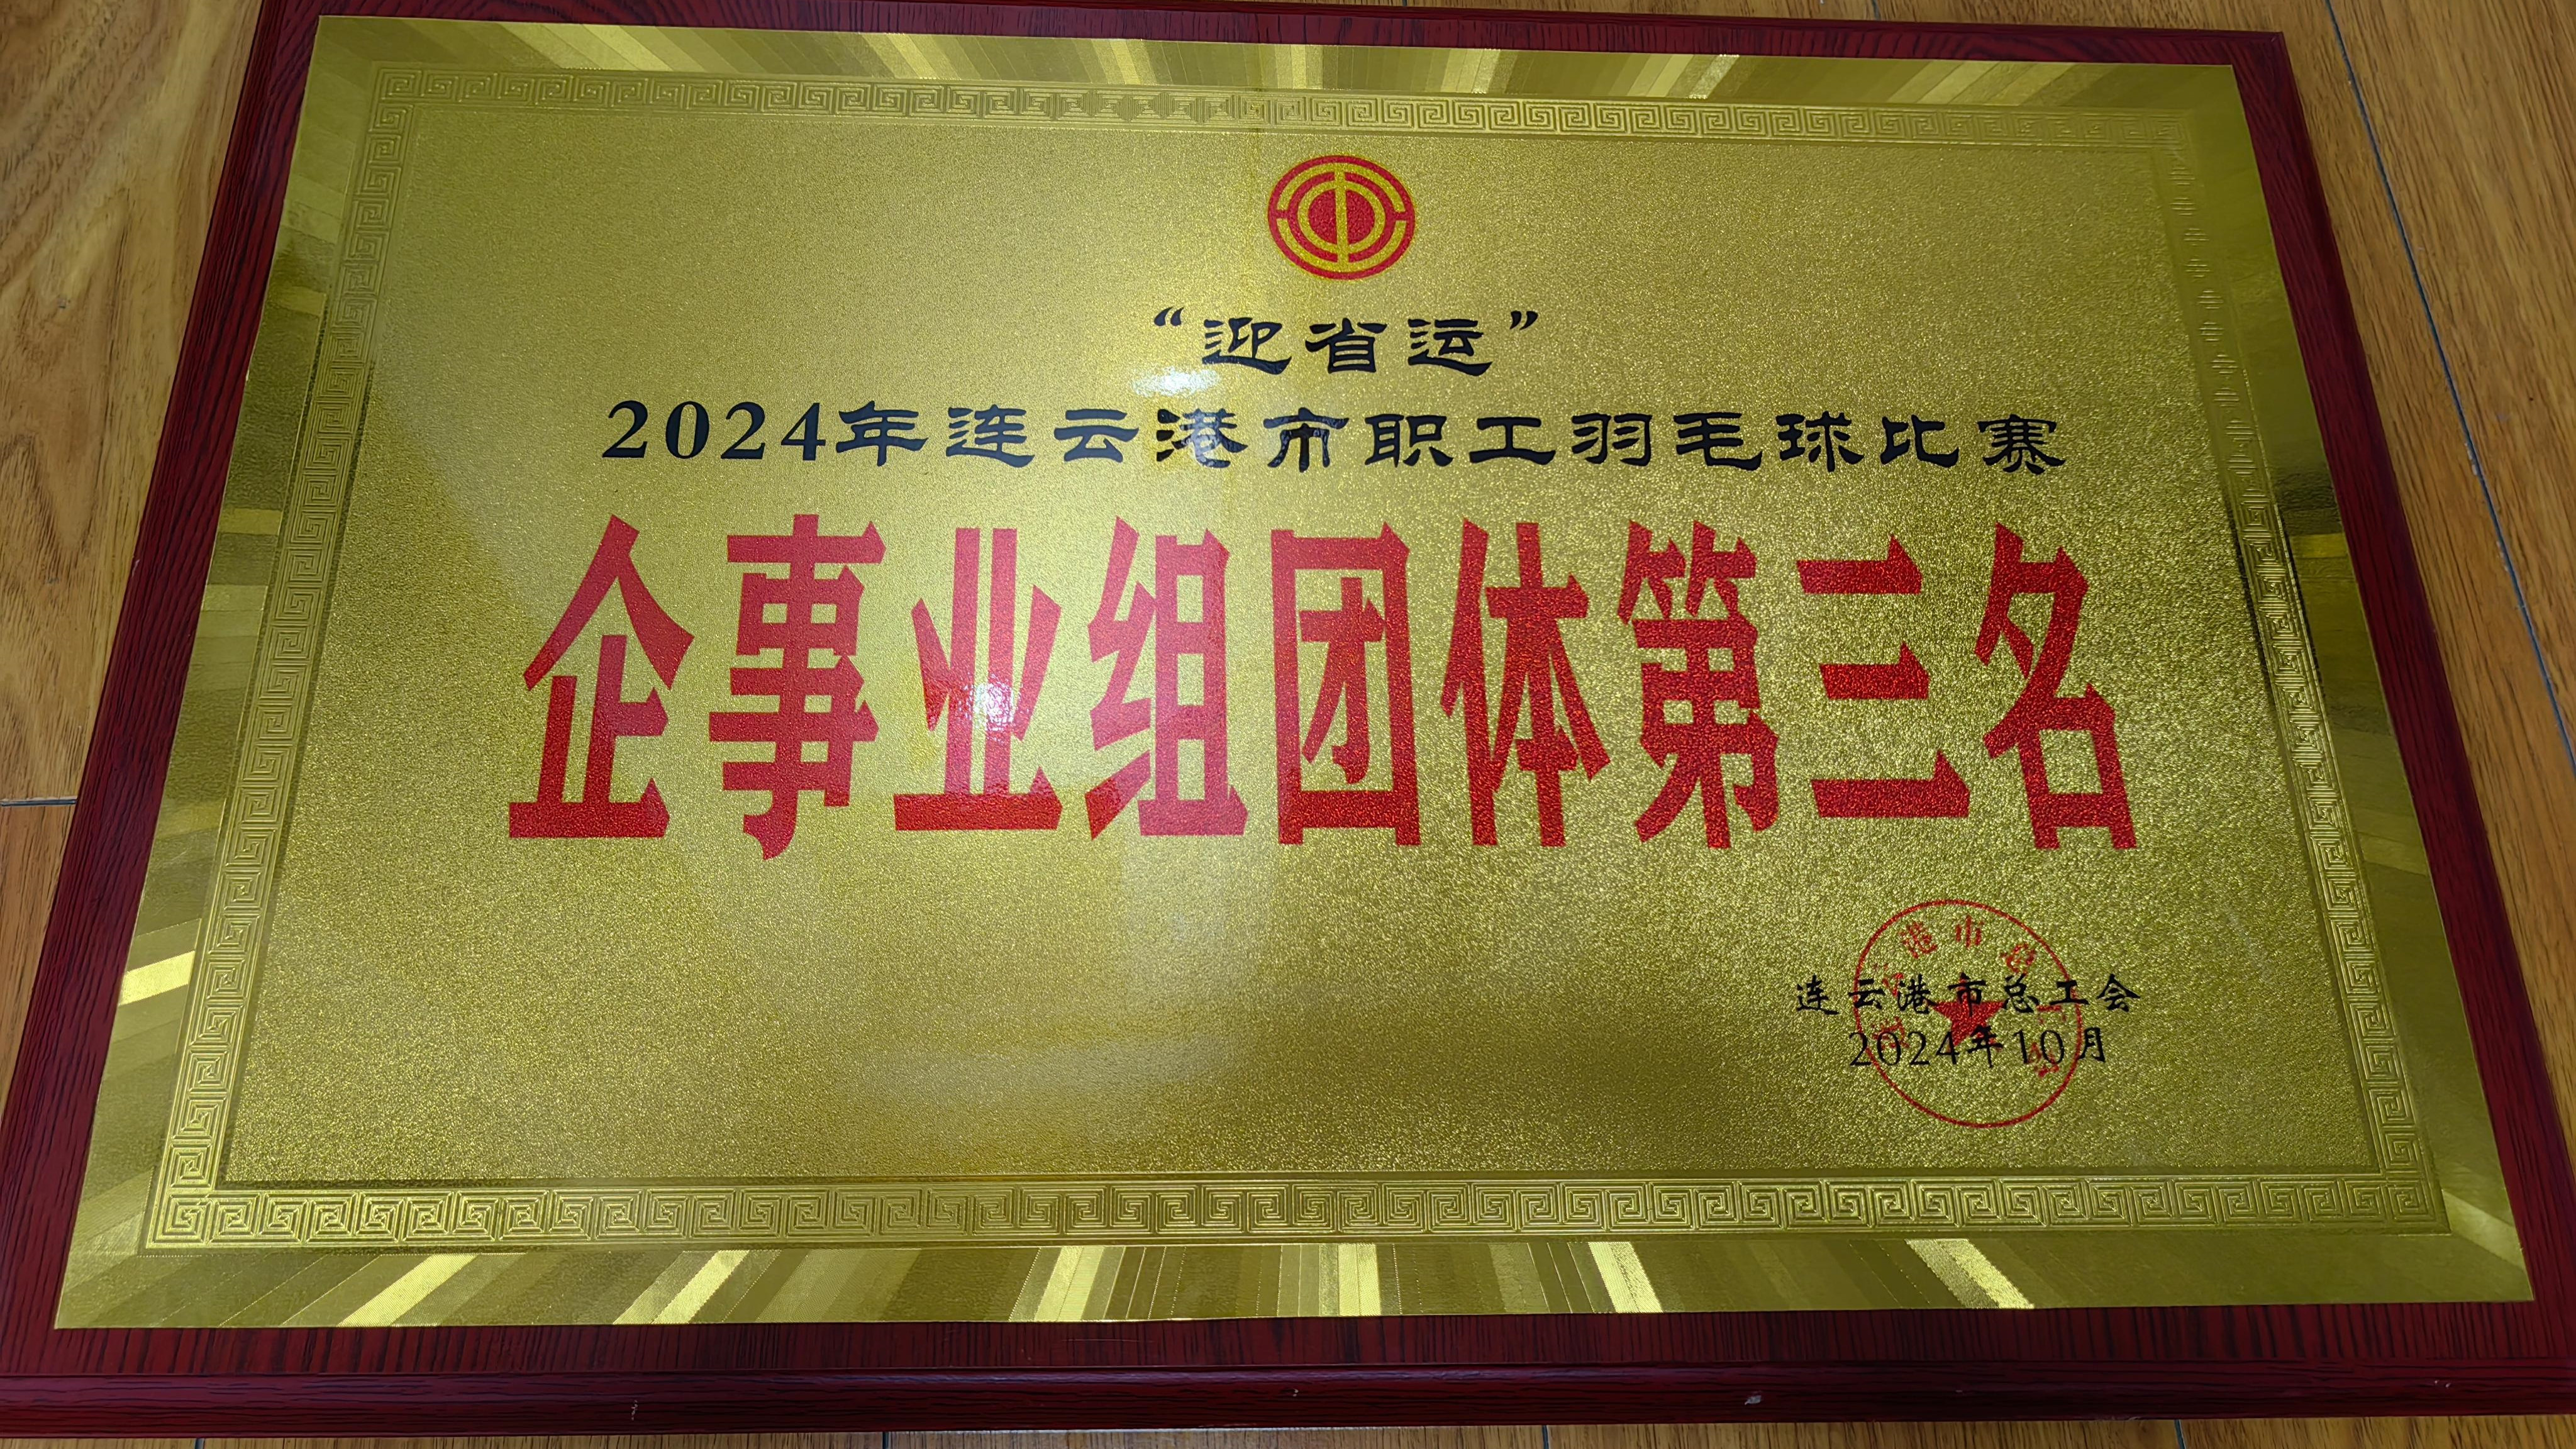 “迎省运”
2024年连云港市职工羽毛球比赛
企事业组团体第三名
连云港市总工会
2024年10月